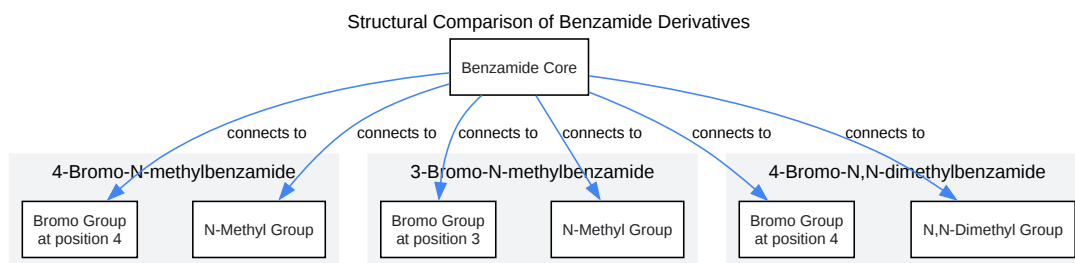 Structural Comparison of Benzamide Derivatives
Benzamide Core
connects to
connects to
connects to
connects to
connects to
connects to
4-Bromo-N-methylbenzamide
3-Bromo-N-methylbenzamide
4-Bromo-N,N-dimethylbenzamide
Bromo Group
at position 4
N-Methyl Group
Bromo Group
at position 3
N-Methyl Group
Bromo Group
at position 4
N,N-Dimethyl Group